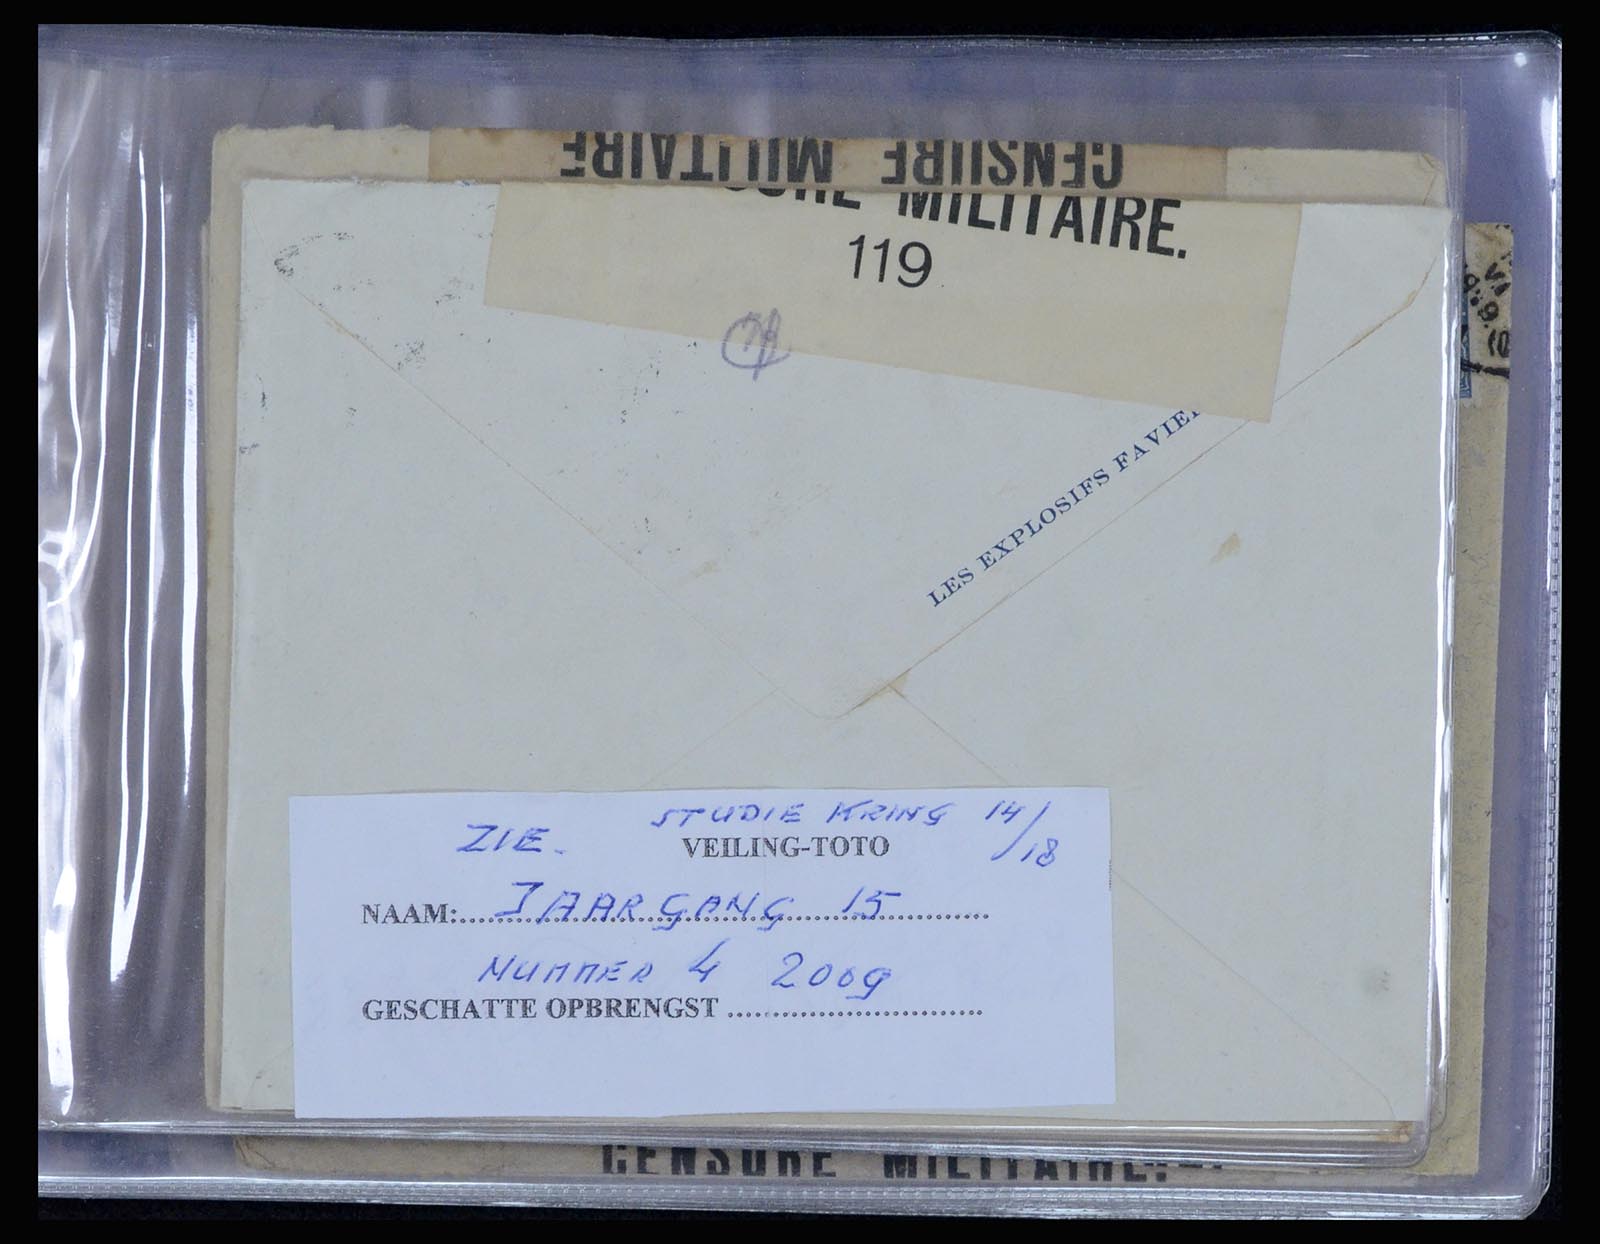 CENSURE MILITAIRE
MILITAIRE.
119
LES EXPLOSIFS FAVIER
STUDIE KRING 14/18
ZIE. VEILING-TOTO
NAAM: JAARGANG 15
NUMMER 4 2009
GESCHATTE OPBRENGST
CENSURE MILITAIRE.